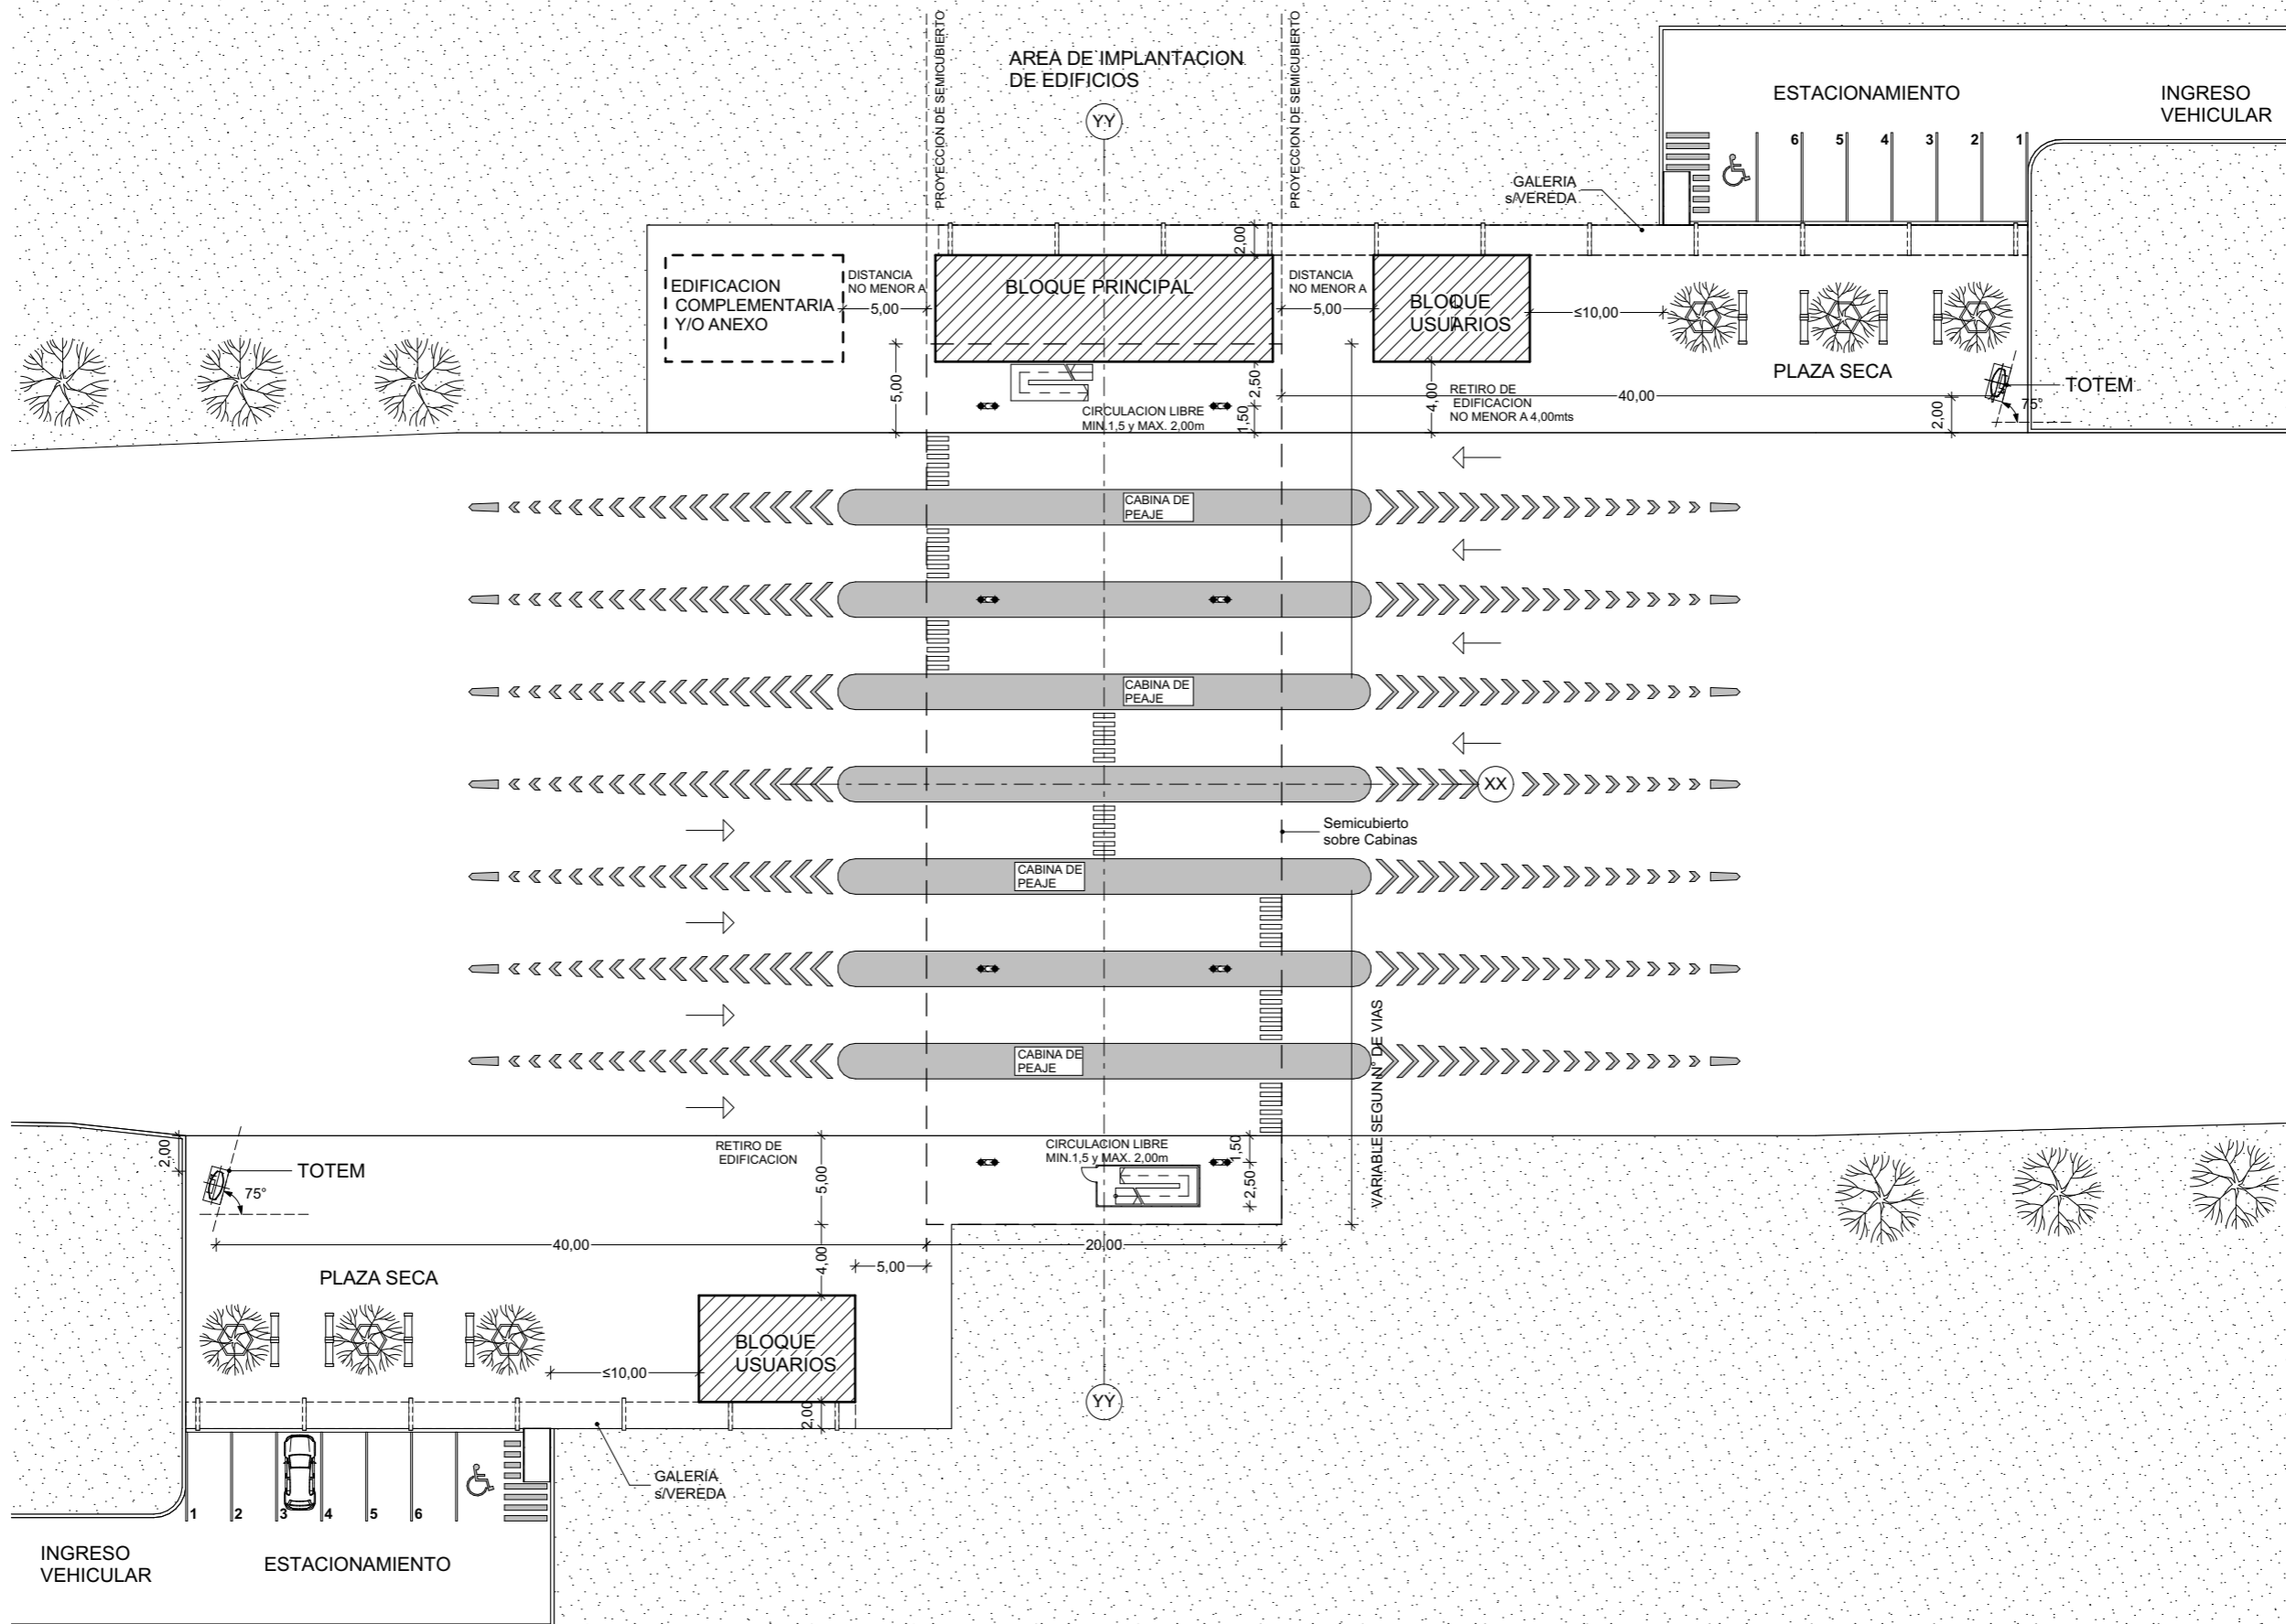 PROYECCION DE SEMICUBIERTO
AREA DE IMPLANTACION
DE EDIFICIOS
YY
PROYECCION DE SEMICUBIERTO
ESTACIONAMIENTO
INGRESO
VEHICULAR
6 5 4 3 2 1
GALERIA
s/VEREDA
2,00
EDIFICACION
COMPLEMENTARIA
Y/O ANEXO
DISTANCIA
NO MENOR A
5,00
BLOQUE PRINCIPAL
DISTANCIA
NO MENOR A
5,00
BLOQUE
USUARIOS
≤10,00
PLAZA SECA
TOTEM
75°
5,00
2,50
1,50
CIRCULACION LIBRE
MIN.1,5 y MAX. 2,00m
4,00
RETIRO DE
EDIFICACION
NO MENOR A 4,00mts
40,00
2,00
CABINA DE
PEAJE
CABINA DE
PEAJE
XX
Semicubierto
sobre Cabinas
CABINA DE
PEAJE
CABINA DE
PEAJE
VARIABLE SEGUN N° DE VIAS
2,00
TOTEM
75°
RETIRO DE
EDIFICACION
5,00
CIRCULACION LIBRE
MIN.1,5 y MAX. 2,00m
1,50
2,50
40,00
20,00
4,00
5,00
PLAZA SECA
BLOQUE
USUARIOS
≤10,00
2,00
YY
GALERIA
s/VEREDA
1 2 3 4 5 6
INGRESO
VEHICULAR
ESTACIONAMIENTO